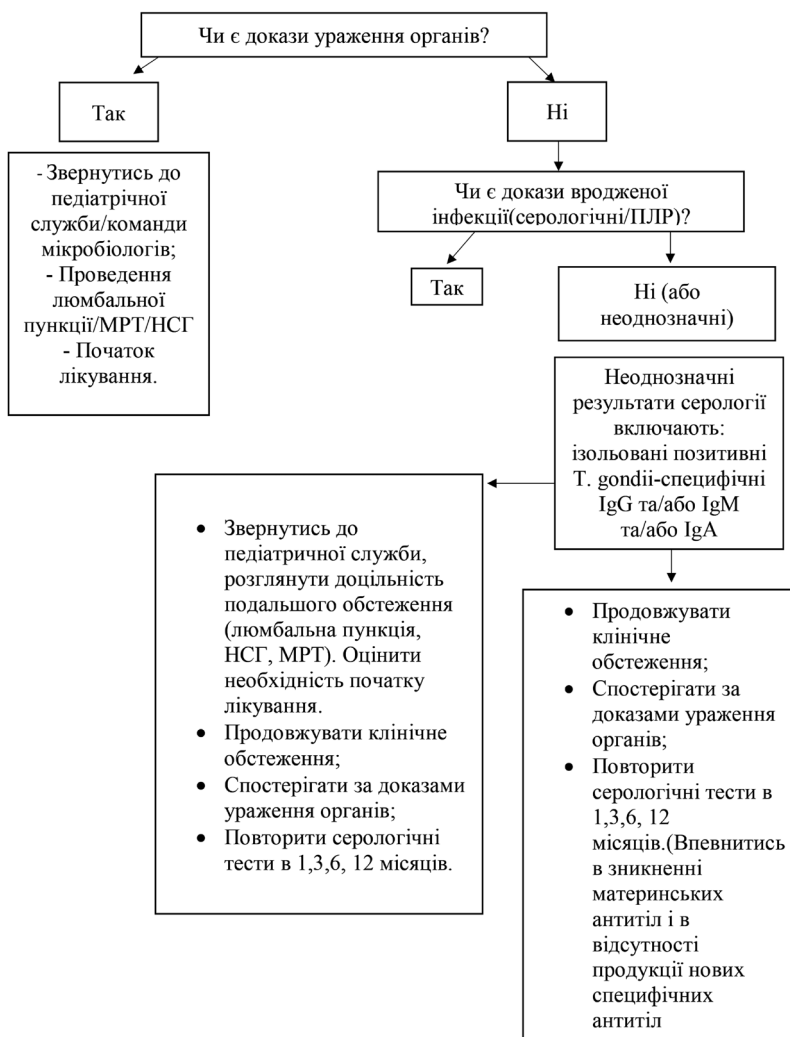 Чи є докази ураження органів?
Так
Ні
- Звернутись до
педіатрічної
служби/команди
мікробіологів;
- Проведення
люмбальної
пункції/МРТ/НСГ
- Початок
лікування.
Чи є докази вродженої
інфекції(серологічні/ПЛР)?
Так
Ні (або
неоднозначні)
Неоднозначні
результати серології
включають:
ізольовані позитивні
T. gondii-специфічні
IgG та/або IgM
та/або IgA
• Звернутись до
педіатричної служби,
розглянути доцільність
подальшого обстеження
(люмбальна пункція,
НСГ, МРТ). Оцінити
необхідність початку
лікування.
• Продовжувати клінічне
обстеження;
• Спостерігати за
доказами ураження
органів;
• Повторити серологічні
тести в 1,3,6, 12 місяців.
• Продовжувати
клінічне
обстеження;
• Спостерігати за
доказами ураження
органів;
• Повторити
серологічні тести в
1,3,6, 12
місяців.(Впевнитись
в зникненні
материнських
антитіл і в
відсутності
продукції нових
специфічних
антитіл